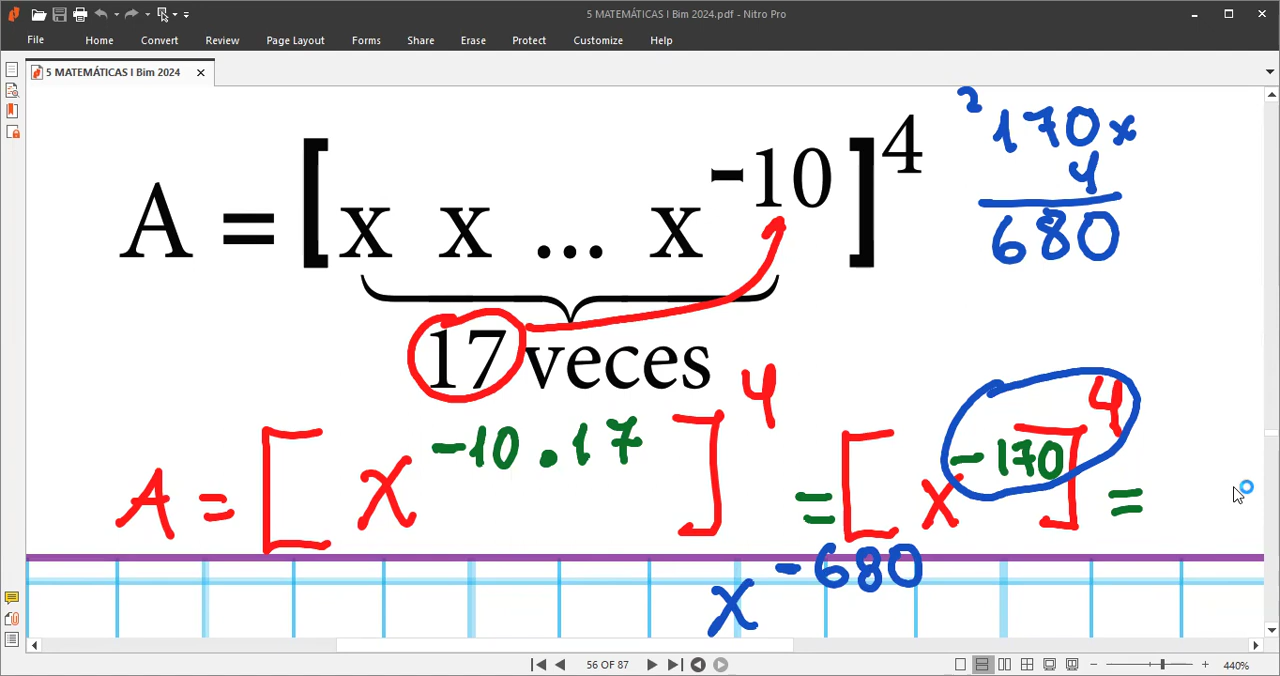 5 MATEMÁTICAS I Bim 2024.pdf - Nitro Pro
File Home Convert Review Page Layout Forms Share Erase Protect Customize Help
5 MATEMÁTICAS I Bim 2024 ×
A = [x x ... x⁻¹⁰]⁴
17 veces
2
170 x
4
680
A = [x⁻¹⁰·¹⁷]⁴ = [x⁻¹⁷⁰]⁴ =
x⁻⁶⁸⁰
56 OF 87
440%